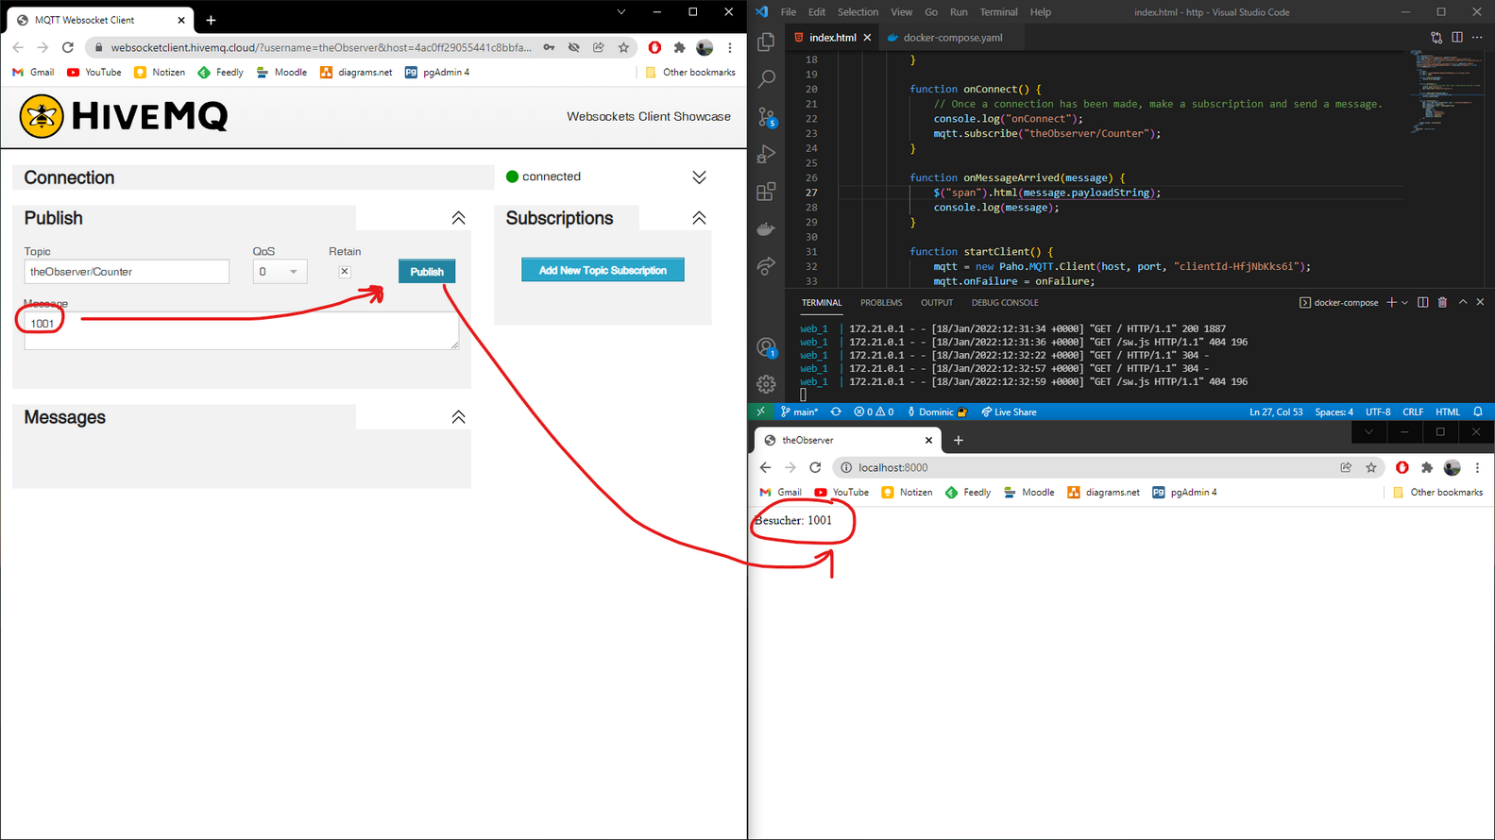 MQTT Websocket Client
websocketclient.hivemq.cloud/?username=theObserver&host=4ac0ff29055441c8bbfa...
Gmail YouTube Notizen Feedly Moodle diagrams.net pgAdmin 4 Other bookmarks
HIVEMQ
Websockets Client Showcase
Connection
connected
Publish
Topic QoS Retain
theObserver/Counter 0 Publish
Message
1001
Subscriptions
Add New Topic Subscription
Messages
File Edit Selection View Go Run Terminal Help index.html - http - Visual Studio Code
index.html docker-compose.yaml
18 }
19
20 function onConnect() {
21 // Once a connection has been made, make a subscription and send a message.
22 console.log("onConnect");
23 mqtt.subscribe("theObserver/Counter");
24 }
25
26 function onMessageArrived(message) {
27 $("span").html(message.payloadString);
28 console.log(message);
29 }
30
31 function startClient() {
32 mqtt = new Paho.MQTT.Client(host, port, "clientId-HfjNbKks6i");
33 mqtt.onFailure = onFailure;
5
1
TERMINAL PROBLEMS OUTPUT DEBUG CONSOLE docker-compose
web_1 | 172.21.0.1 - - [18/Jan/2022:12:31:34 +0000] "GET / HTTP/1.1" 200 1887
web_1 | 172.21.0.1 - - [18/Jan/2022:12:31:36 +0000] "GET /sw.js HTTP/1.1" 404 196
web_1 | 172.21.0.1 - - [18/Jan/2022:12:32:22 +0000] "GET / HTTP/1.1" 304 -
web_1 | 172.21.0.1 - - [18/Jan/2022:12:32:57 +0000] "GET / HTTP/1.1" 304 -
web_1 | 172.21.0.1 - - [18/Jan/2022:12:32:59 +0000] "GET /sw.js HTTP/1.1" 404 196
main* 0 0 Dominic Live Share Ln 27, Col 53 Spaces: 4 UTF-8 CRLF HTML
theObserver
localhost:8000
Gmail YouTube Notizen Feedly Moodle diagrams.net pgAdmin 4 Other bookmarks
Besucher: 1001